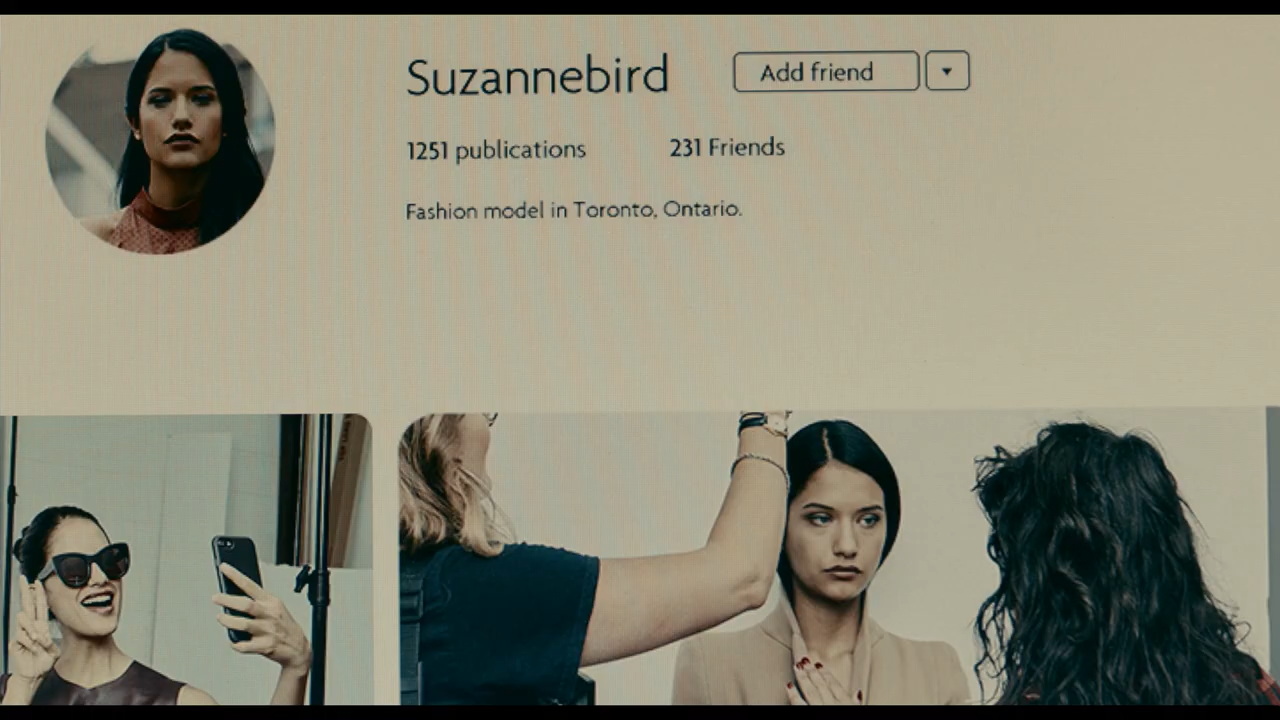 Suzannebird
Add friend
1251 publications
231 Friends
Fashion model in Toronto, Ontario.